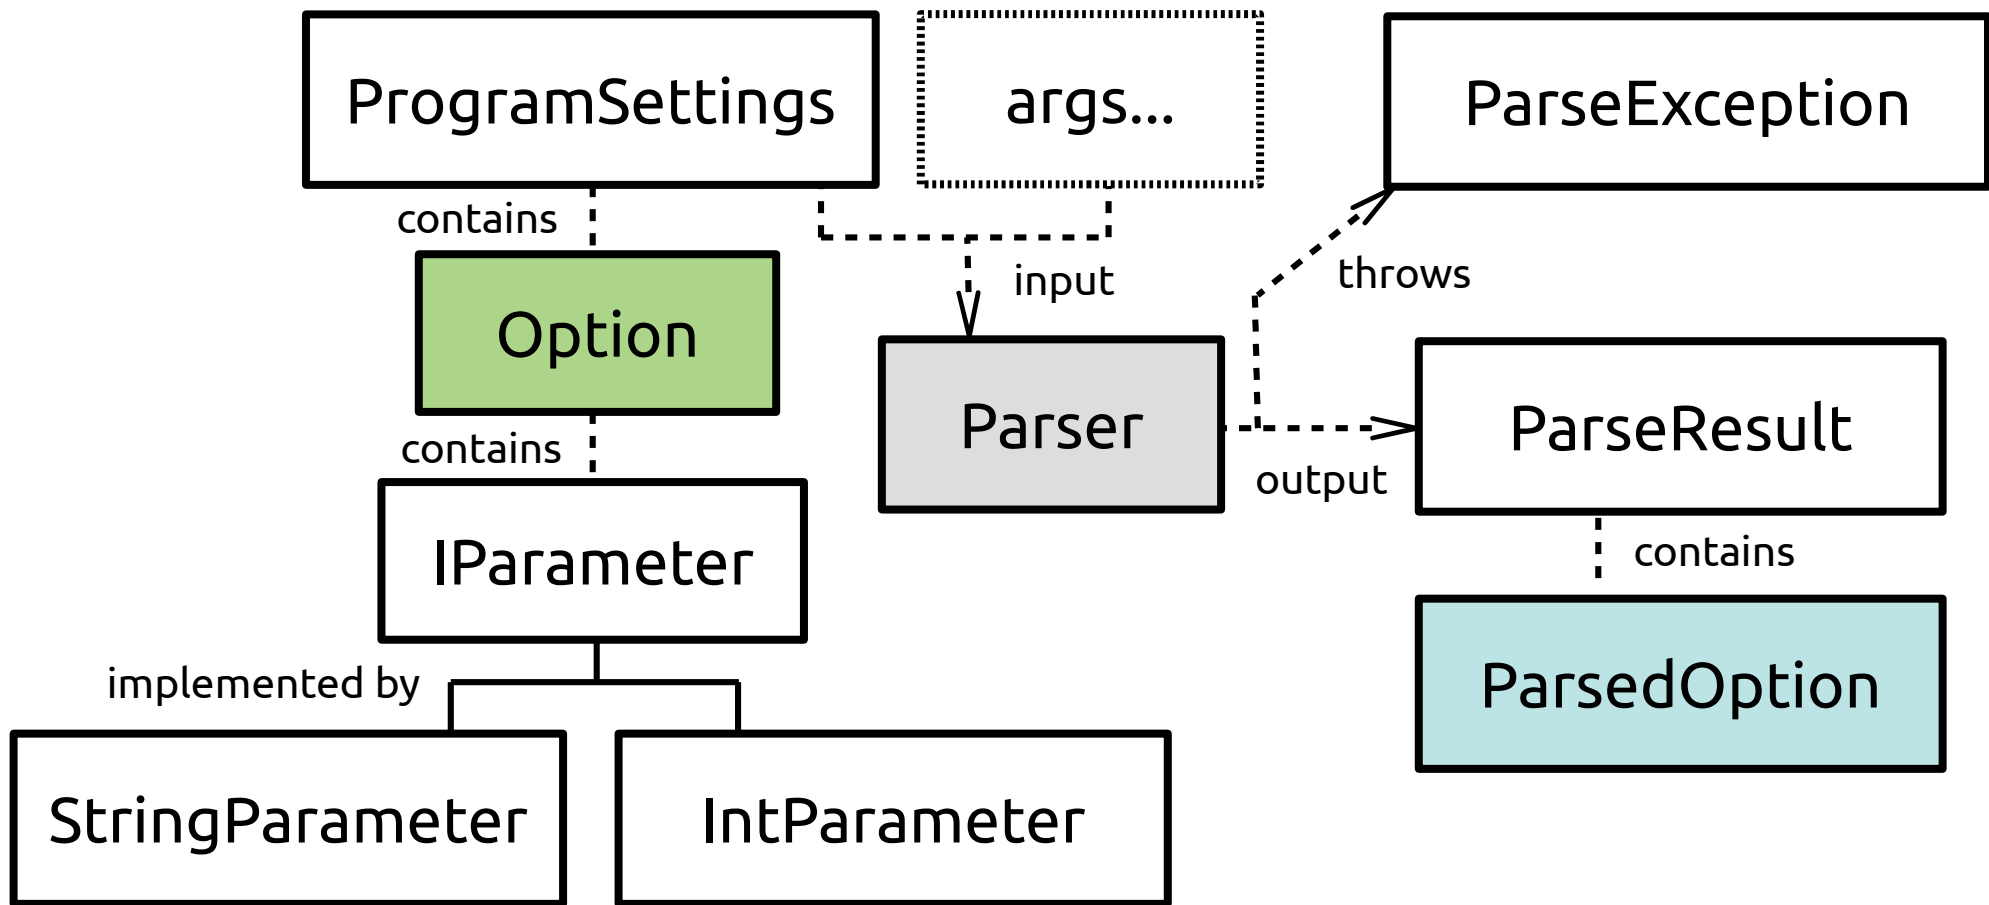 ProgramSettings
args...
ParseException
contains
input
throws
Option
Parser
ParseResult
contains
output
IParameter
contains
implemented by
ParsedOption
StringParameter
IntParameter